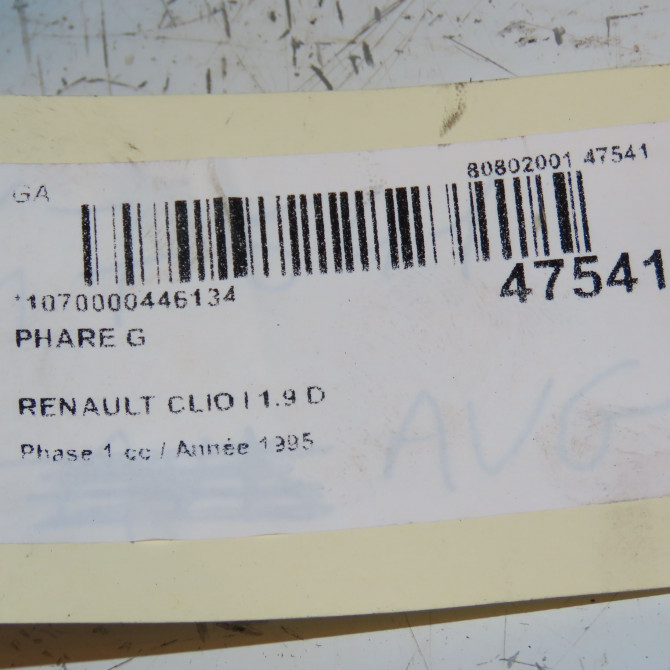 80802001 47541
GA
47541
*1070000446134
PHARE G
RENAULT CLIO I 1.9 D
Phase 1 cc / Année 1995
AVG